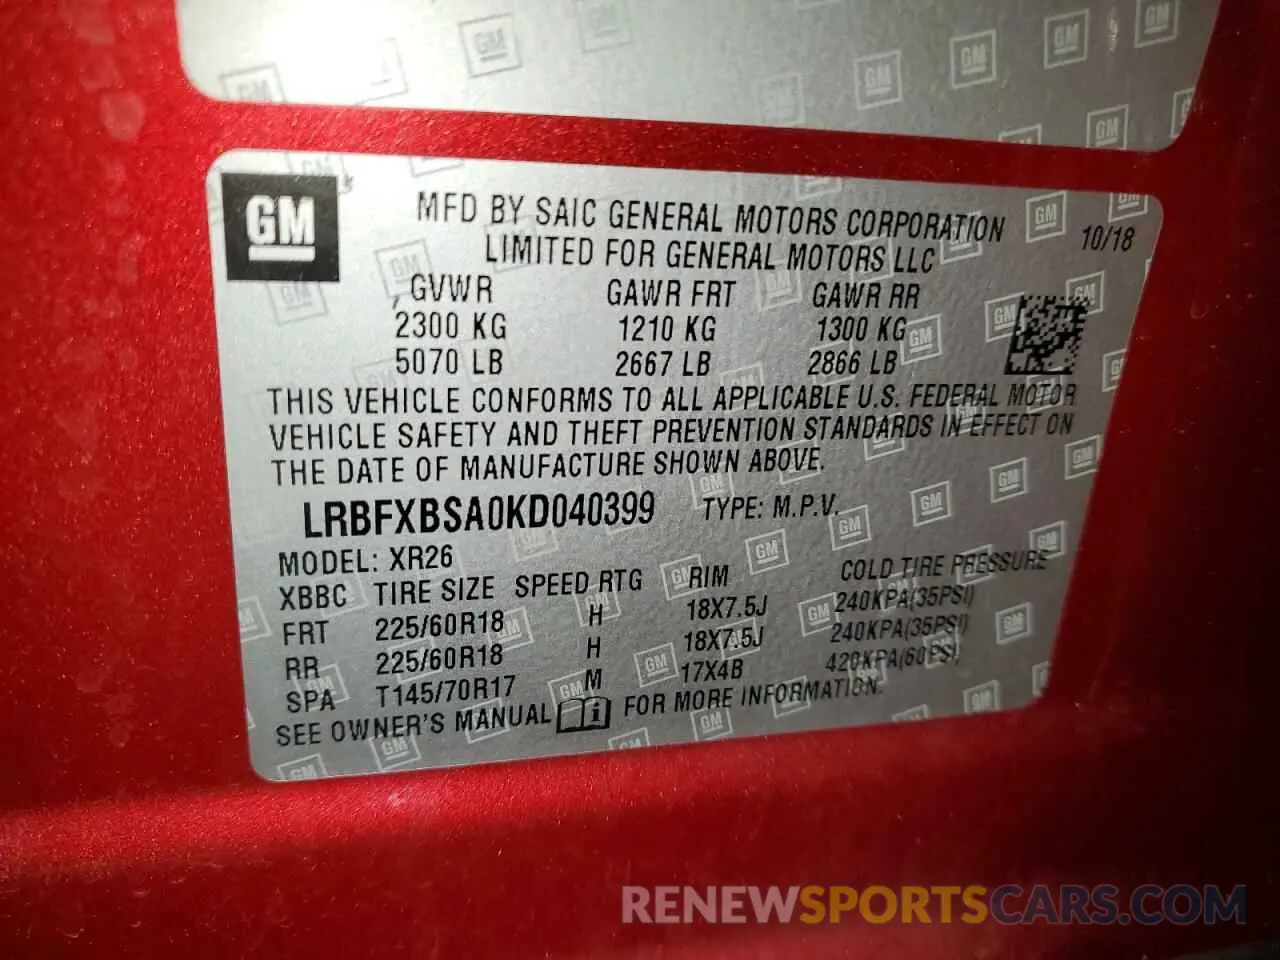 GM
MFD BY SAIC GENERAL MOTORS CORPORATION
LIMITED FOR GENERAL MOTORS LLC
10/18
GVWR GAWR FRT GAWR RR
2300 KG 1210 KG 1300 KG
5070 LB 2667 LB 2866 LB
THIS VEHICLE CONFORMS TO ALL APPLICABLE U.S. FEDERAL MOTOR
VEHICLE SAFETY AND THEFT PREVENTION STANDARDS IN EFFECT ON
THE DATE OF MANUFACTURE SHOWN ABOVE.
LRBFXBSA0KD040399 TYPE: M.P.V.
MODEL: XR26
XBBC TIRE SIZE SPEED RTG RIM COLD TIRE PRESSURE
FRT 225/60R18 H 18X7.5J 240KPA(35PSI)
RR 225/60R18 H 18X7.5J 240KPA(35PSI)
SPA T145/70R17 M 17X4B 420KPA(60PSI)
SEE OWNER'S MANUAL i FOR MORE INFORMATION.
RENEWSPORTSCARS.COM